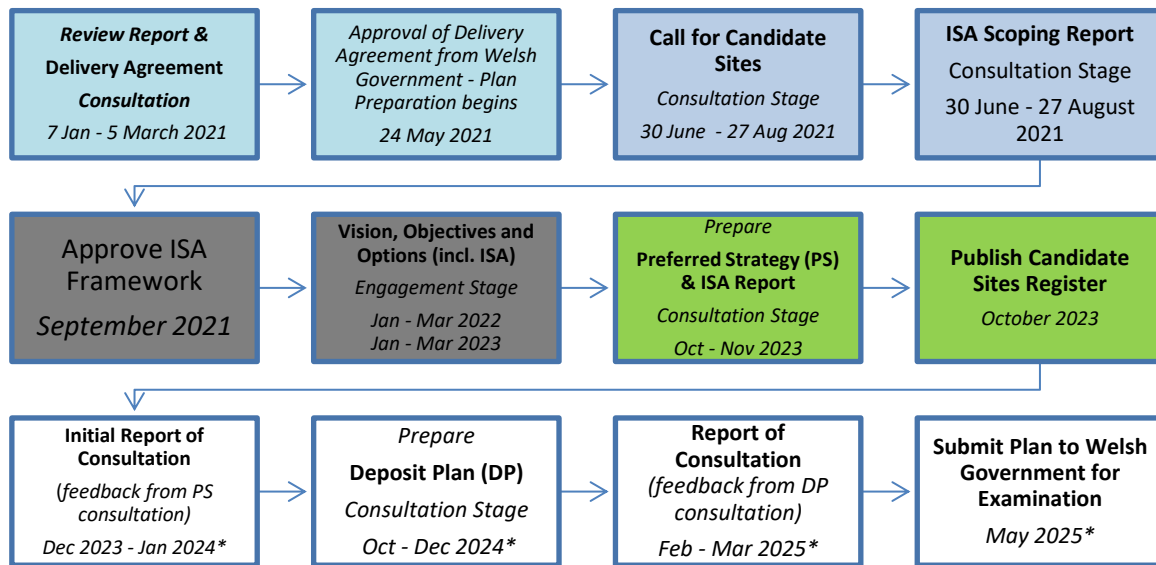 Review Report &
Delivery Agreement
Consultation
7 Jan - 5 March 2021
Approval of Delivery
Agreement from Welsh
Government - Plan
Preparation begins
24 May 2021
Call for Candidate
Sites
Consultation Stage
30 June - 27 Aug 2021
ISA Scoping Report
Consultation Stage
30 June - 27 August
2021
Approve ISA
Framework
September 2021
Vision, Objectives and
Options (incl. ISA)
Engagement Stage
Jan - Mar 2022
Jan - Mar 2023
Prepare
Preferred Strategy (PS)
& ISA Report
Consultation Stage
Oct - Nov 2023
Publish Candidate
Sites Register
October 2023
Initial Report of
Consultation
(feedback from PS
consultation)
Dec 2023 - Jan 2024*
Prepare
Deposit Plan (DP)
Consultation Stage
Oct - Dec 2024*
Report of
Consultation
(feedback from DP
consultation)
Feb - Mar 2025*
Submit Plan to Welsh
Government for
Examination
May 2025*